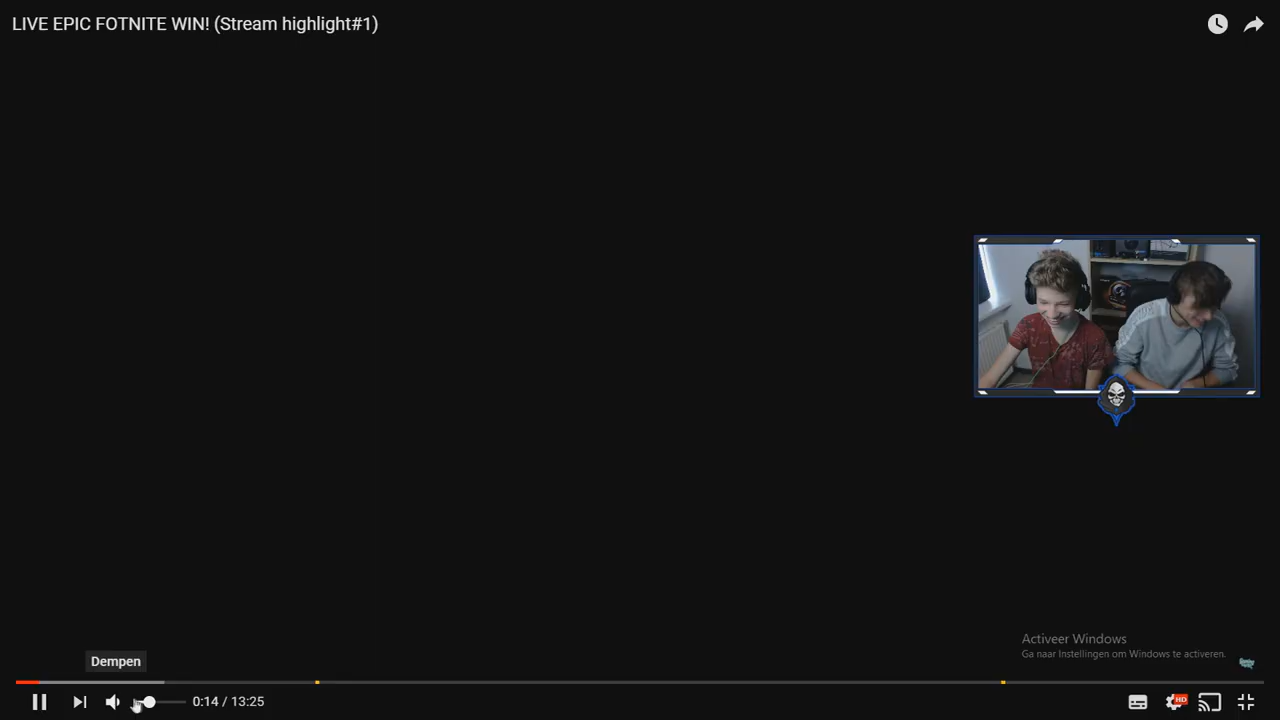 LIVE EPIC FOTNITE WIN! (Stream highlight#1)
Activeer Windows
Ga naar Instellingen om Windows te activeren.
Dempen
0:14 / 13:25
HD